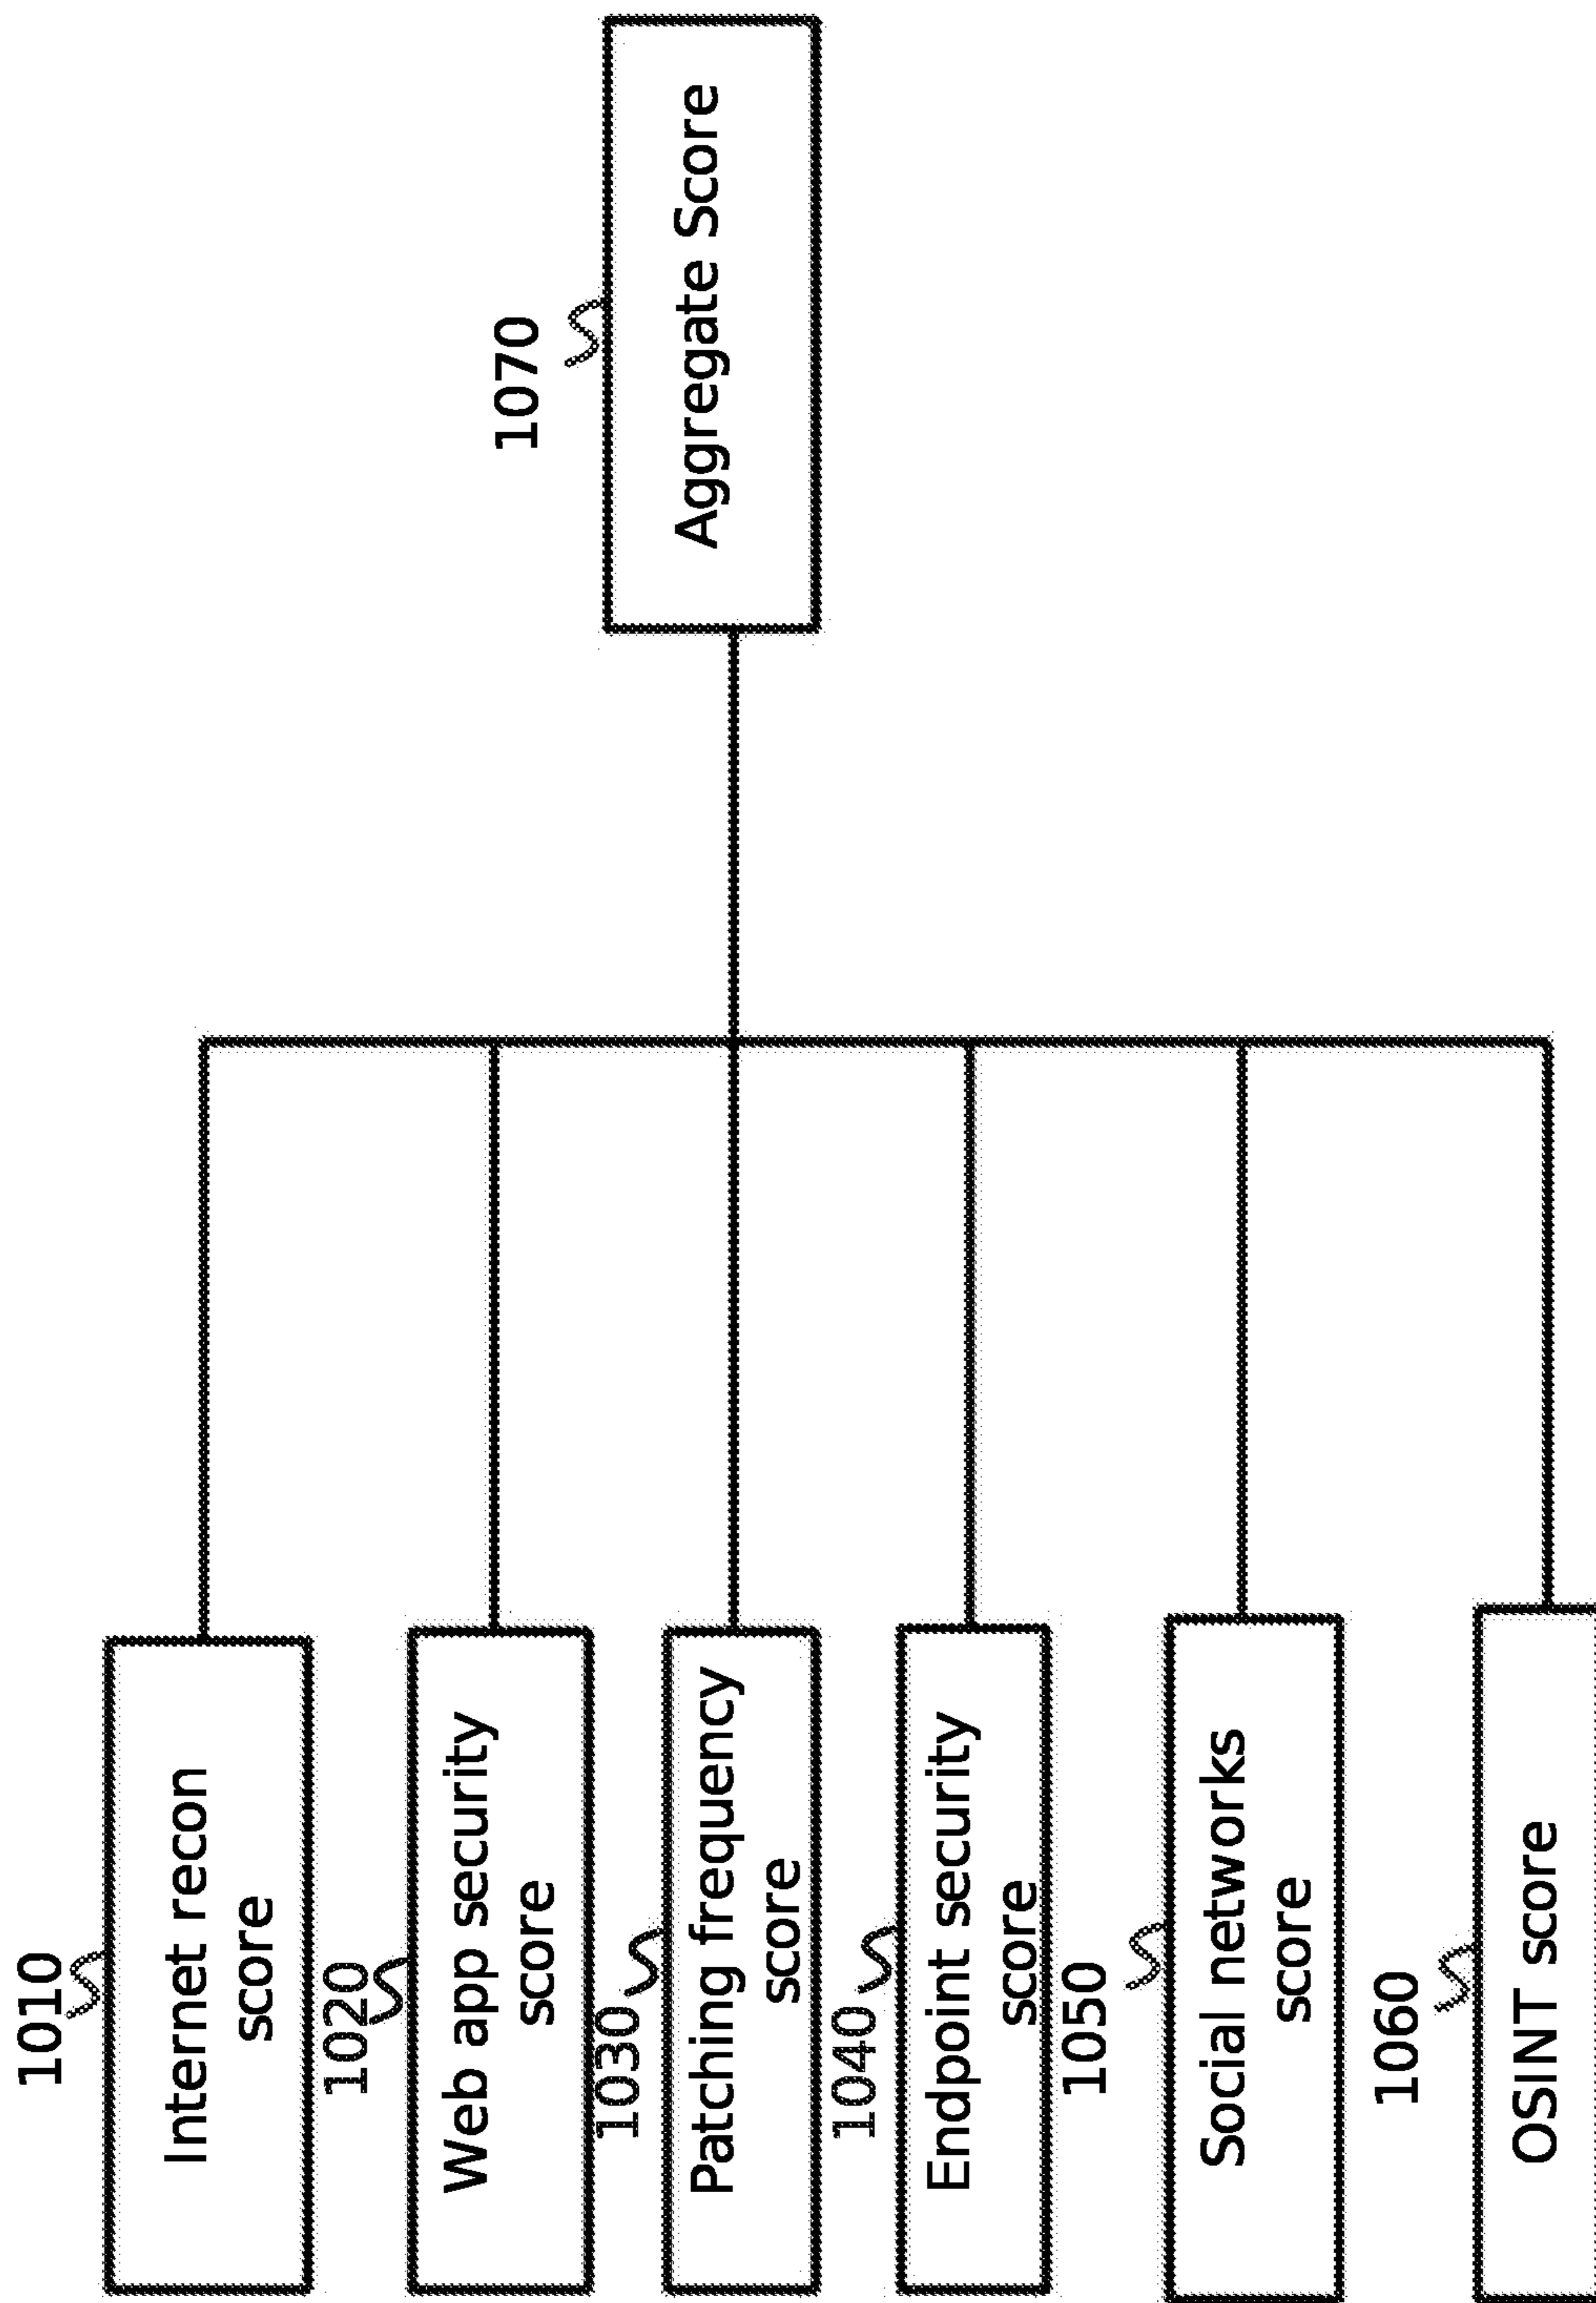 1010
Internet recon
score
1020
Web app security
score
1030
Patching frequency
score
1040
Endpoint security
score
1050
Social networks
score
1060
OSINT score
1070
Aggregate Score